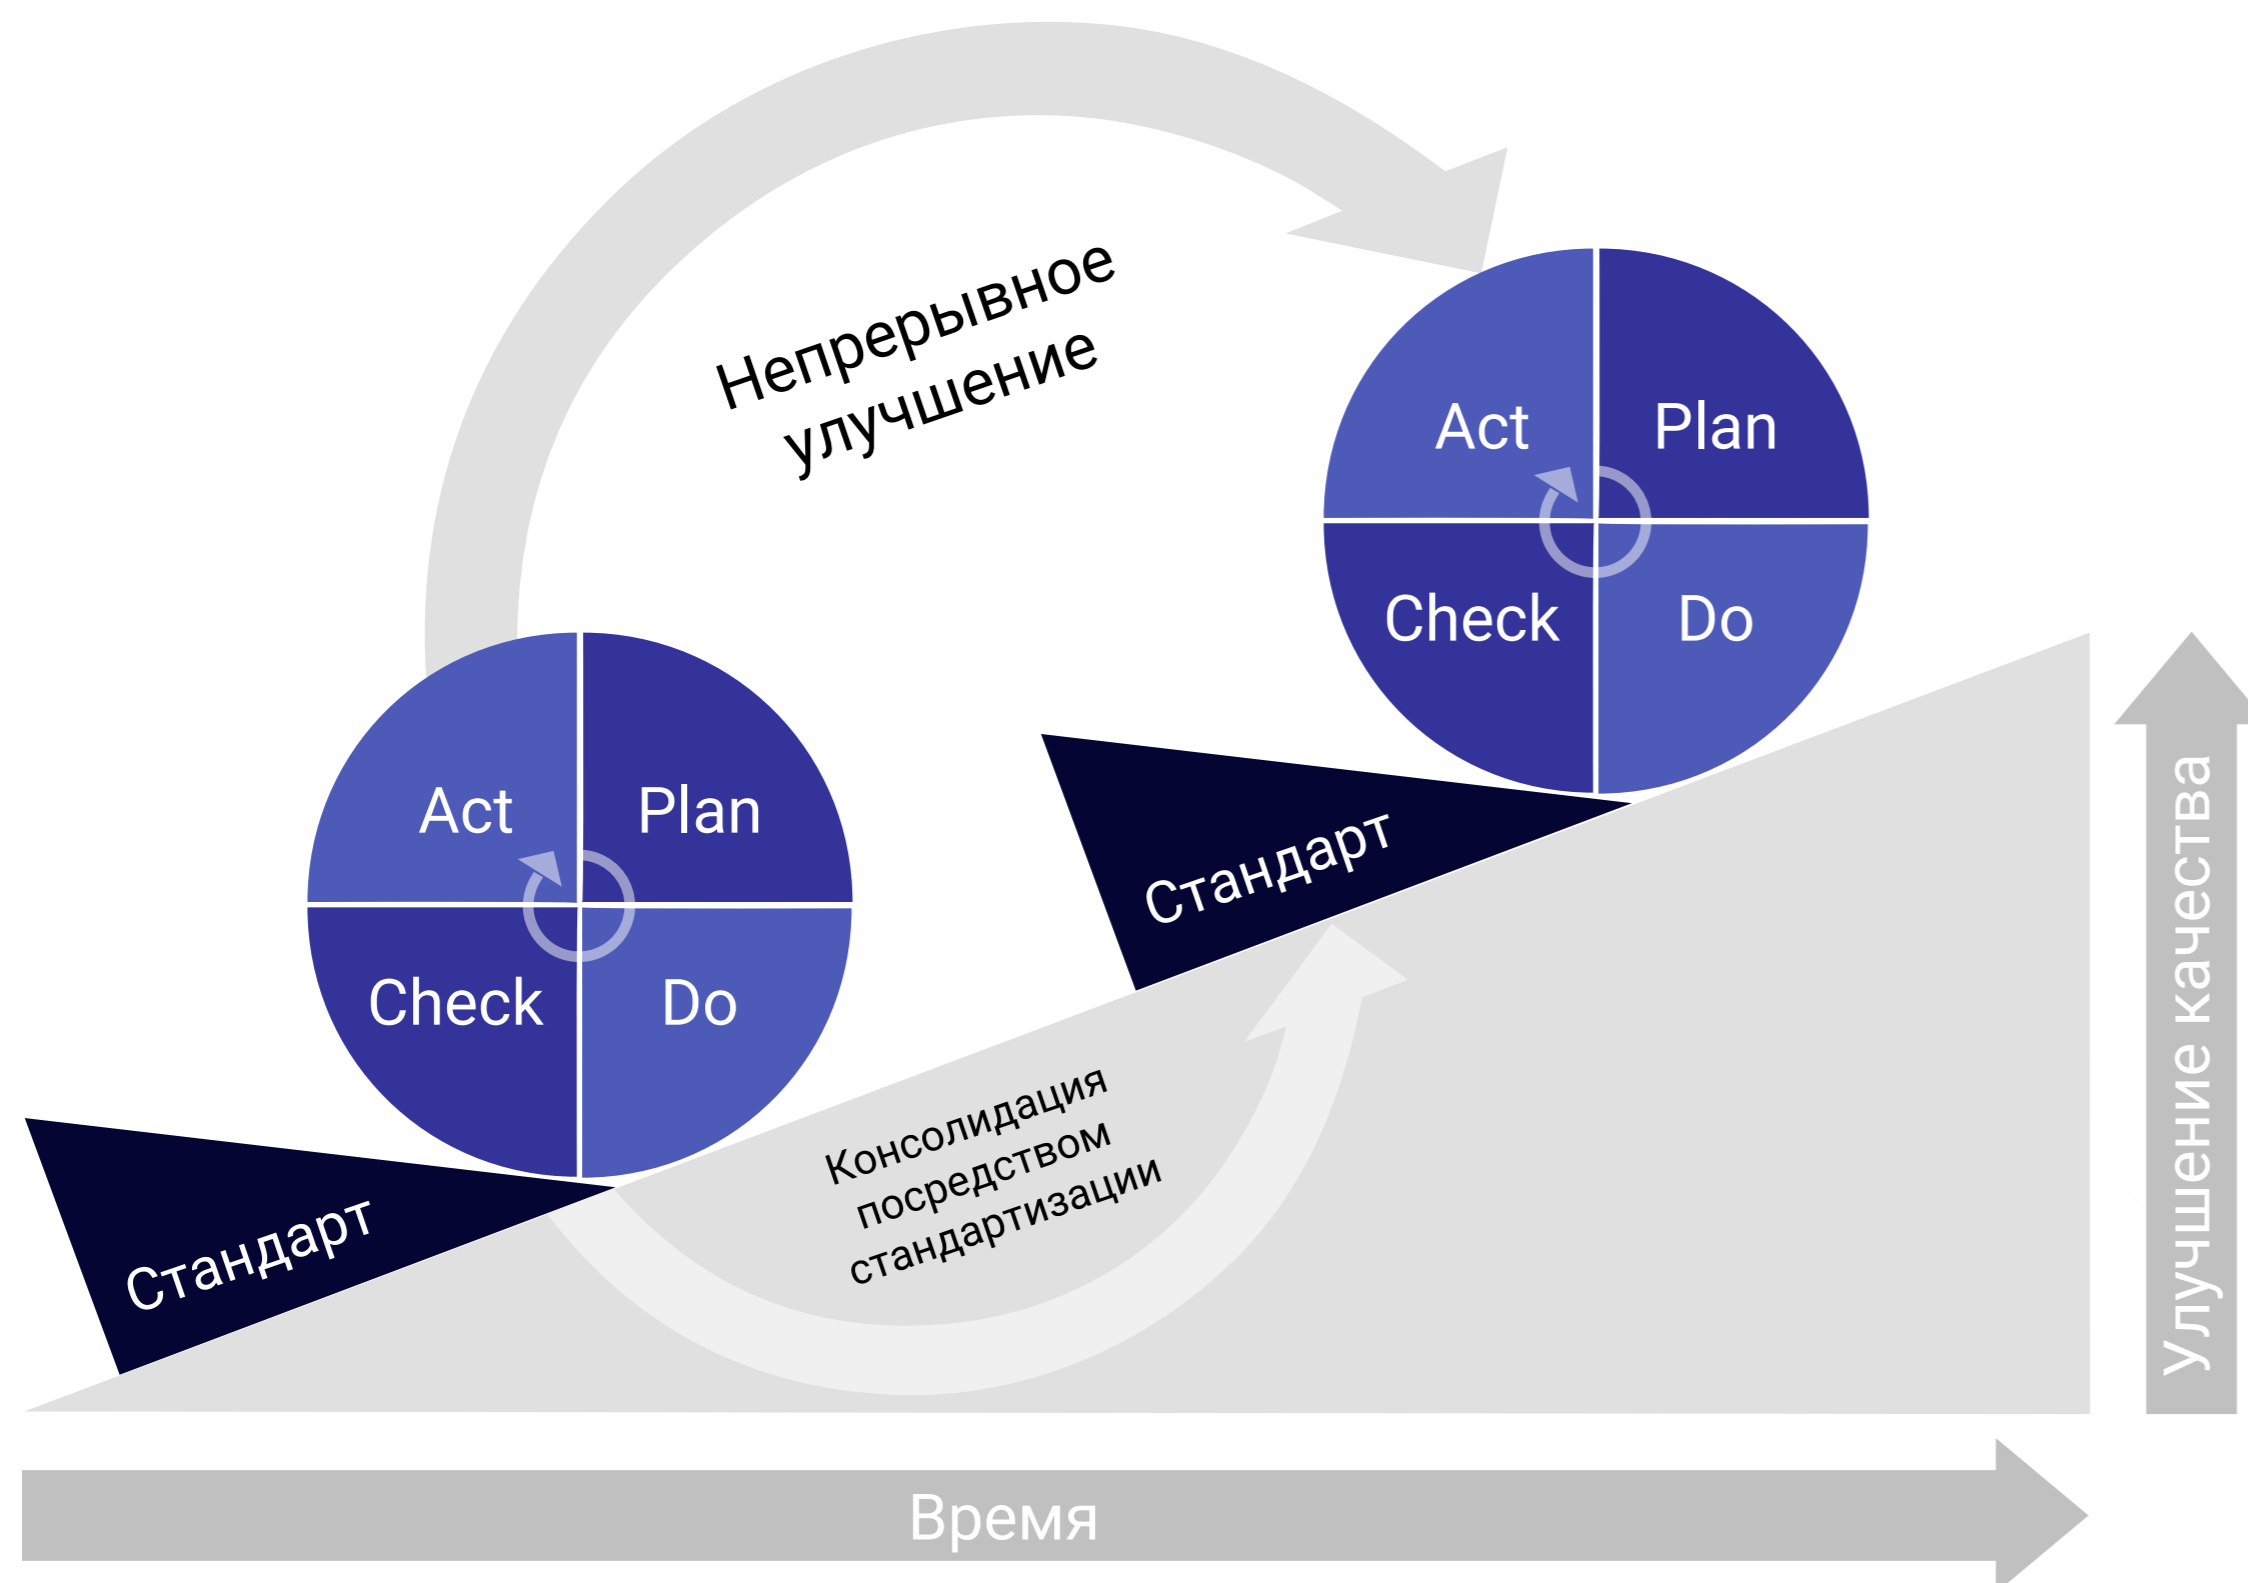 Непрерывное
улучшение
Act
Plan
Check
Do
Act
Plan
Check
Do
Стандарт
Стандарт
Консолидация
посредством
стандартизации
Улучшение качества
Время